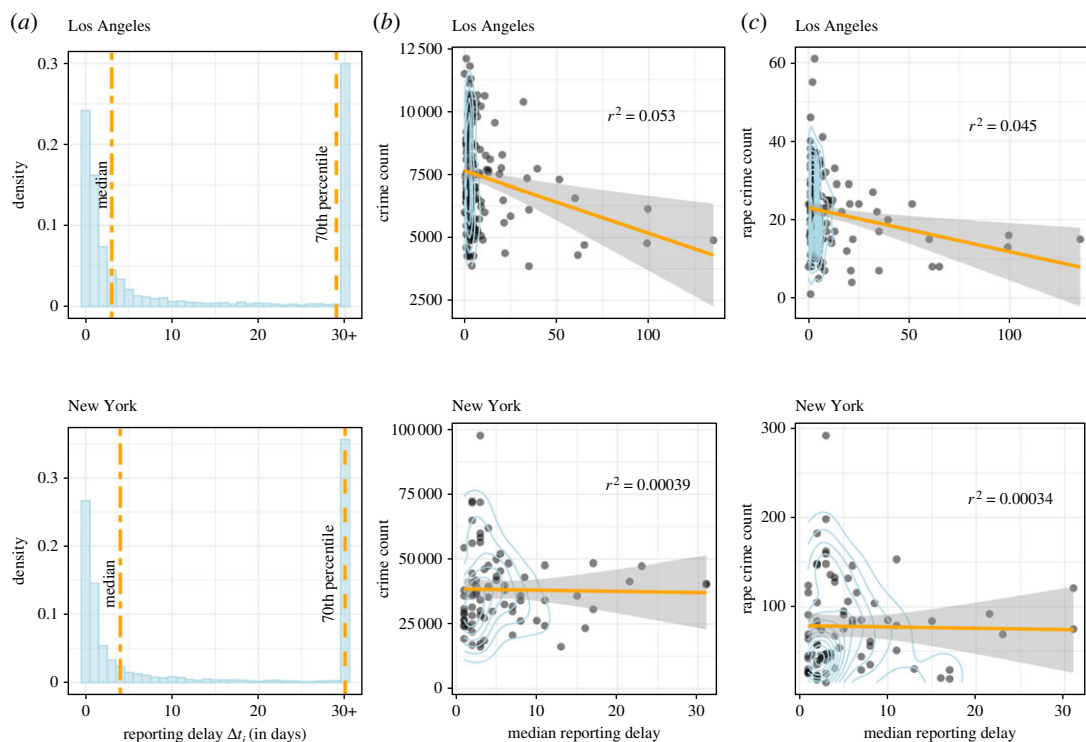 (a)
Los Angeles
0.3
0.2
0.1
0
density
median
70th percentile
0
10
20
30+
(b)
Los Angeles
12 500
10 000
7500
5000
2500
crime count
r² = 0.053
0
50
100
(c)
Los Angeles
60
40
20
0
rape crime count
r² = 0.045
0
50
100
New York
0.3
0.2
0.1
0
density
median
70th percentile
0
10
20
30+
reporting delay Δtᵢ (in days)
New York
100 000
75 000
50 000
25 000
0
crime count
r² = 0.00039
0
10
20
30
median reporting delay
New York
300
200
100
0
rape crime count
r² = 0.00034
0
10
20
30
median reporting delay